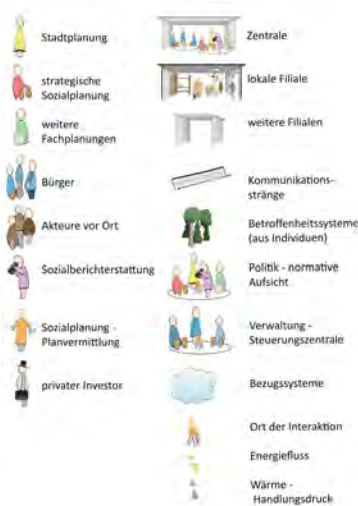 Stadtplanung
strategische
Sozialplanung
weitere
Fachplanungen
Bürger
Akteure vor Ort
Sozialberichterstattung
Sozialplanung -
Planvermittlung
privater Investor
Zentrale
lokale Filiale
weitere Filialen
Kommunikations-
stränge
Betroffenheitssysteme
(aus Individuen)
Politik - normative
Aufsicht
Verwaltung -
Steuerungszentrale
Bezugssysteme
Ort der Interaktion
Energiefluss
Wärme -
Handlungsdruck